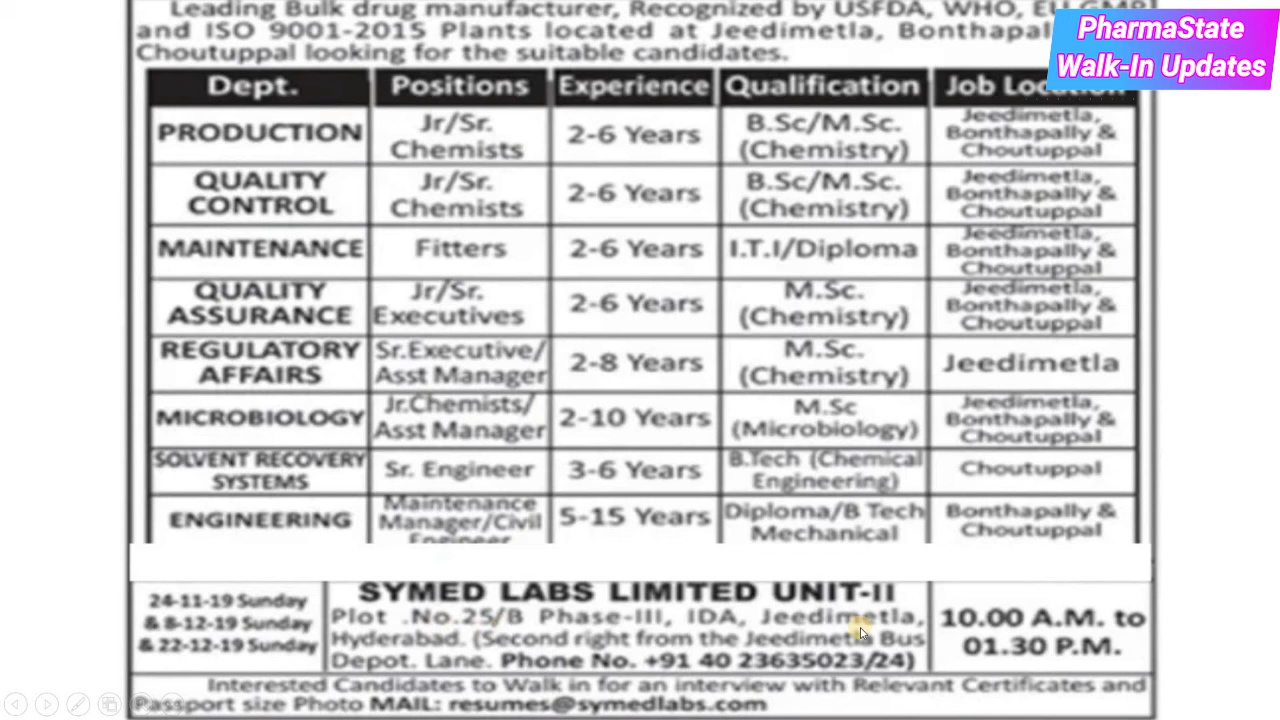 Leading Bulk drug manufacturer, Recognized by USFDA, WHO, EU GMP
and ISO 9001-2015 Plants located at Jeedimetla,
Choutuppal looking for the suitable candidates.
PharmaState
Walk-In Updates
Dept. Positions Experience Qualification Job Location
PRODUCTION Jr/Sr. Chemists 2-6 Years B.Sc/M.Sc. (Chemistry) Jeedimetla, Bonthapally & Choutuppal
QUALITY CONTROL Jr/Sr. Chemists 2-6 Years B.Sc/M.Sc. (Chemistry) Jeedimetla, Bonthapally & Choutuppal
MAINTENANCE Fitters 2-6 Years I.T.I/Diploma Jeedimetla, Bonthapally & Choutuppal
QUALITY ASSURANCE Jr/Sr. Executives 2-6 Years M.Sc. (Chemistry) Jeedimetla, Bonthapally & Choutuppal
REGULATORY AFFAIRS Sr.Executive/ Asst Manager 2-8 Years M.Sc. (Chemistry) Jeedimetla
MICROBIOLOGY Jr.Chemists/ Asst Manager 2-10 Years M.Sc (Microbiology) Jeedimetla, Bonthapally & Choutuppal
SOLVENT RECOVERY SYSTEMS Sr. Engineer 3-6 Years B.Tech (Chemical Engineering) Choutuppal
ENGINEERING Maintenance Manager/Civil Engineer 5-15 Years Diploma/B Tech Mechanical Bonthapally & Choutuppal
24-11-19 Sunday
& 8-12-19 Sunday
& 22-12-19 Sunday
SYMED LABS LIMITED UNIT-II
Plot .No.25/B Phase-III, IDA, Jeedimetla,
Hyderabad. (Second right from the Jeedimetla Bus
Depot. Lane. Phone No. +91 40 23635023/24)
10.00 A.M. to
01.30 P.M.
Interested Candidates to Walk in for an interview with Relevant Certificates and
Passport size Photo MAIL: resumes@symedlabs.com